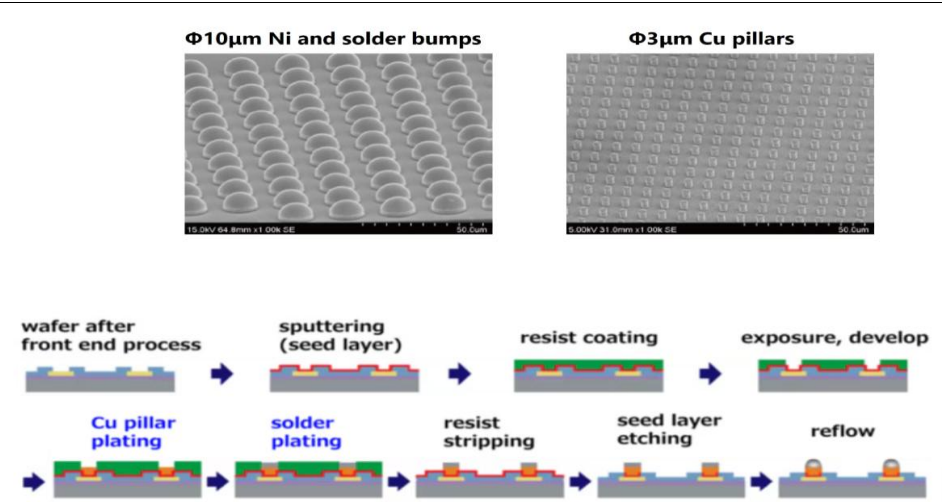 Φ10μm Ni and solder bumps
Φ3μm Cu pillars
15.0kV 64.8mm x1.00k SE
50.0um
5.00kV 31.0mm x1.00k SE
50.0um
wafer after
front end process
sputtering
(seed layer)
resist coating
exposure, develop
Cu pillar
plating
solder
plating
resist
stripping
seed layer
etching
reflow